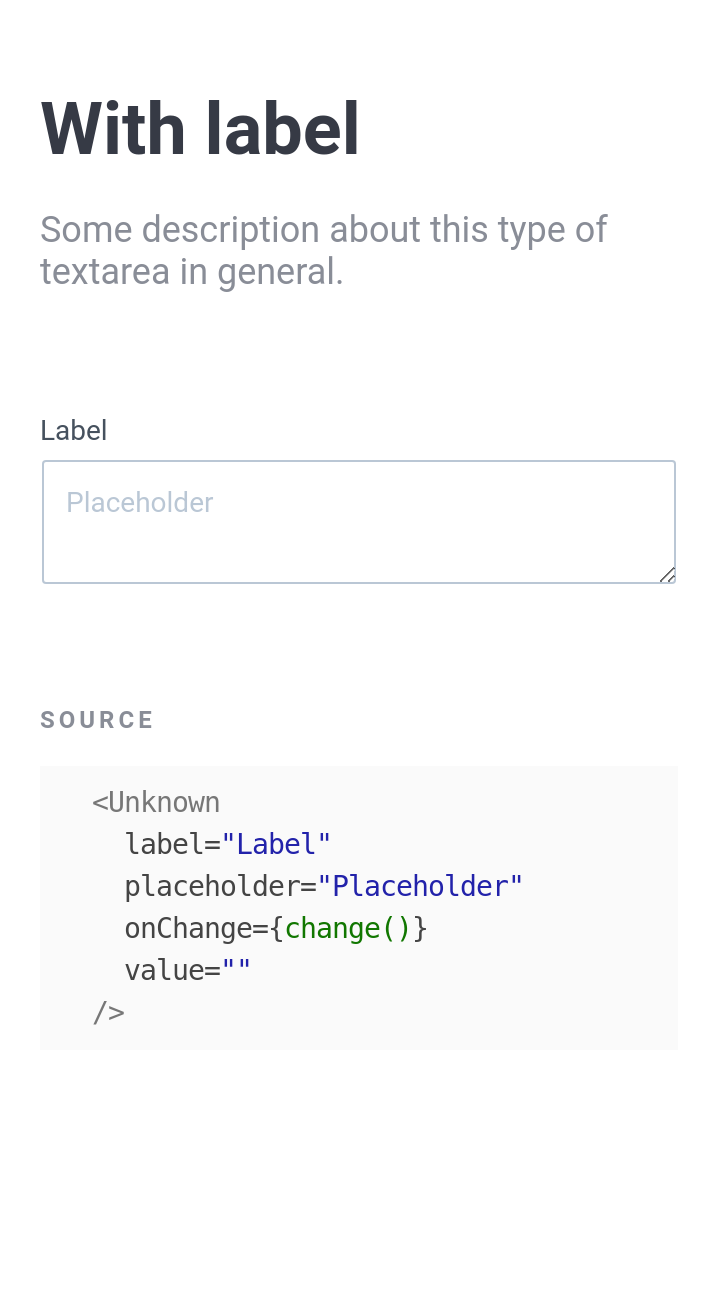 With label
Some description about this type of
textarea in general.
Label
Placeholder
SOURCE
<Unknown
label="Label"
placeholder="Placeholder"
onChange={change()}
value=""
/>